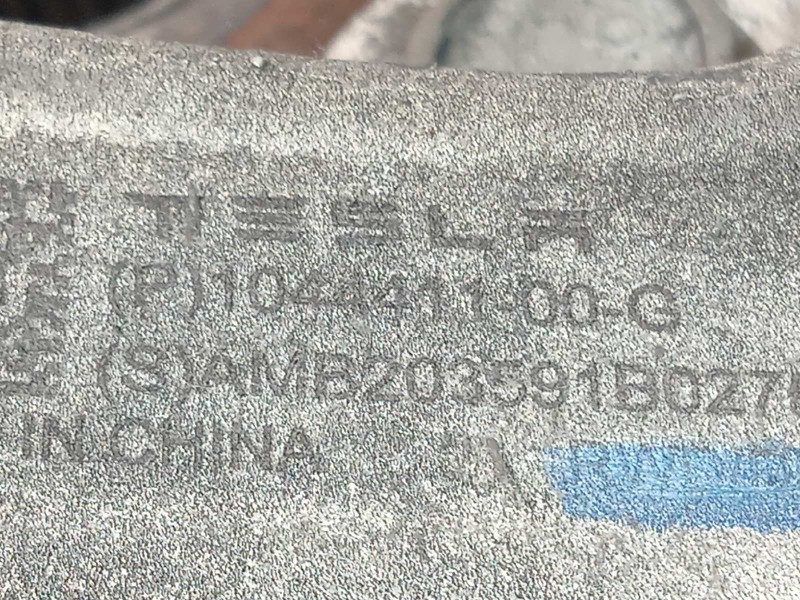 TESLA
(P)1044411-00-G
(S)AMB203591B027
IN CHINA